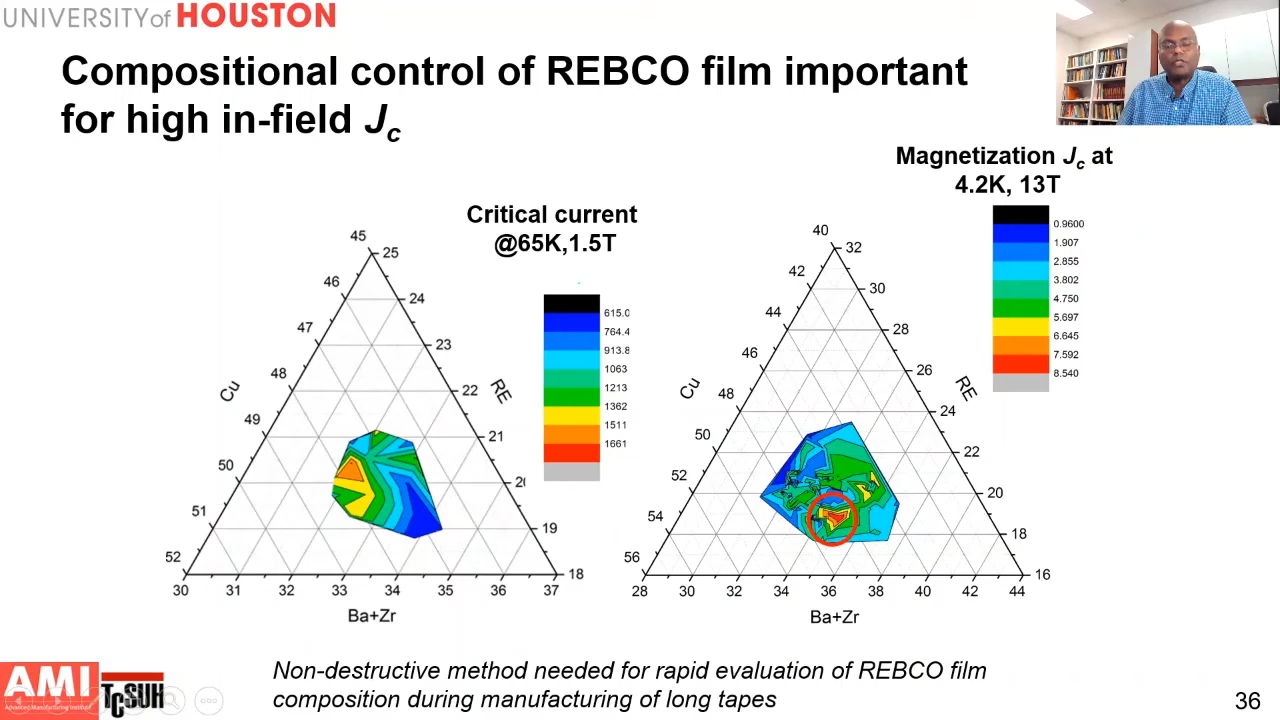 UNIVERSITY of HOUSTON
Compositional control of REBCO film important
for high in-field Jc
Magnetization Jc at
4.2K, 13T
Critical current
@65K,1.5T
0.9600
1.907
2.855
3.802
4.750
5.697
6.645
7.592
8.540
615.0
764.4
913.8
1063
1213
1362
1511
1661
45
46
47
48
49
50
51
52
Cu
25
24
23
22
21
20
19
18
RE
30 31 32 33 34 35 36 37
Ba+Zr
40
42
44
46
48
50
52
54
56
Cu
32
30
28
26
24
22
20
18
16
RE
28 30 32 34 36 38 40 42 44
Ba+Zr
Non-destructive method needed for rapid evaluation of REBCO film
composition during manufacturing of long tapes
AMI
Advanced Manufacturing Institute
TCSUH
36